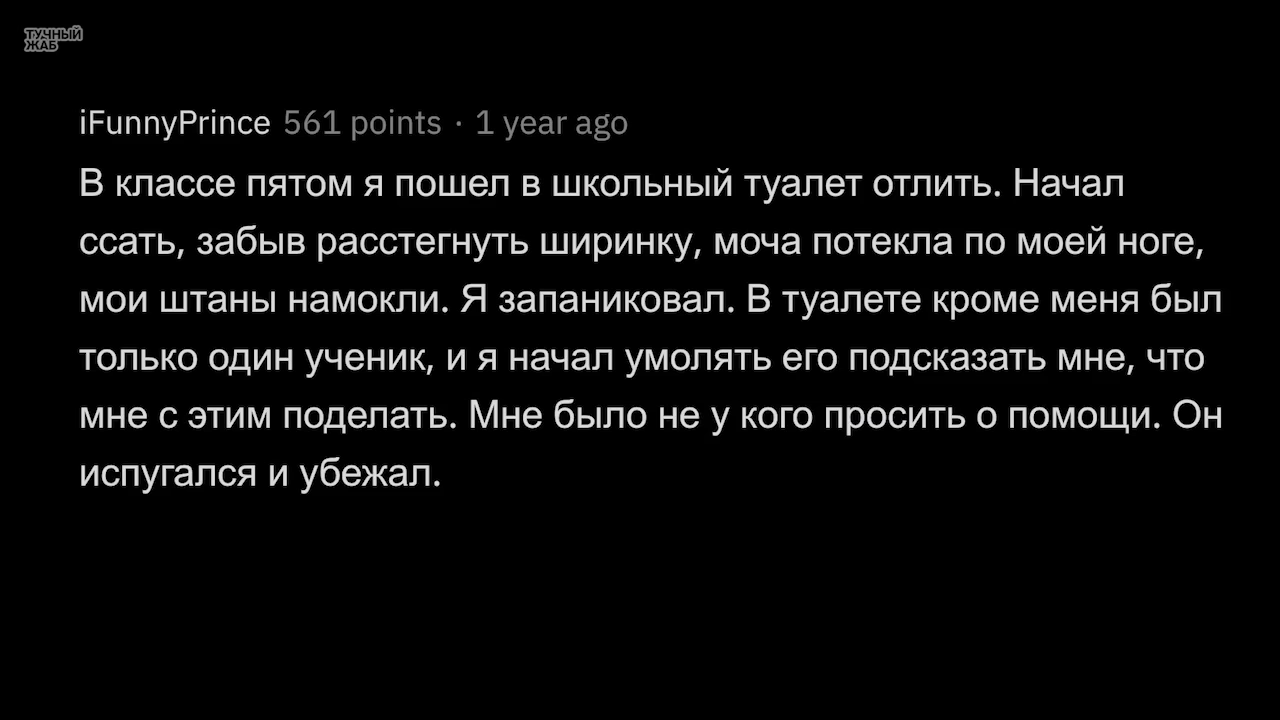 ТУЧНЫЙ
ЖАБ
iFunnyPrince 561 points · 1 year ago
В классе пятом я пошел в школьный туалет отлить. Начал
ссать, забыв расстегнуть ширинку, моча потекла по моей ноге,
мои штаны намокли. Я запаниковал. В туалете кроме меня был
только один ученик, и я начал умолять его подсказать мне, что
мне с этим поделать. Мне было не у кого просить о помощи. Он
испугался и убежал.